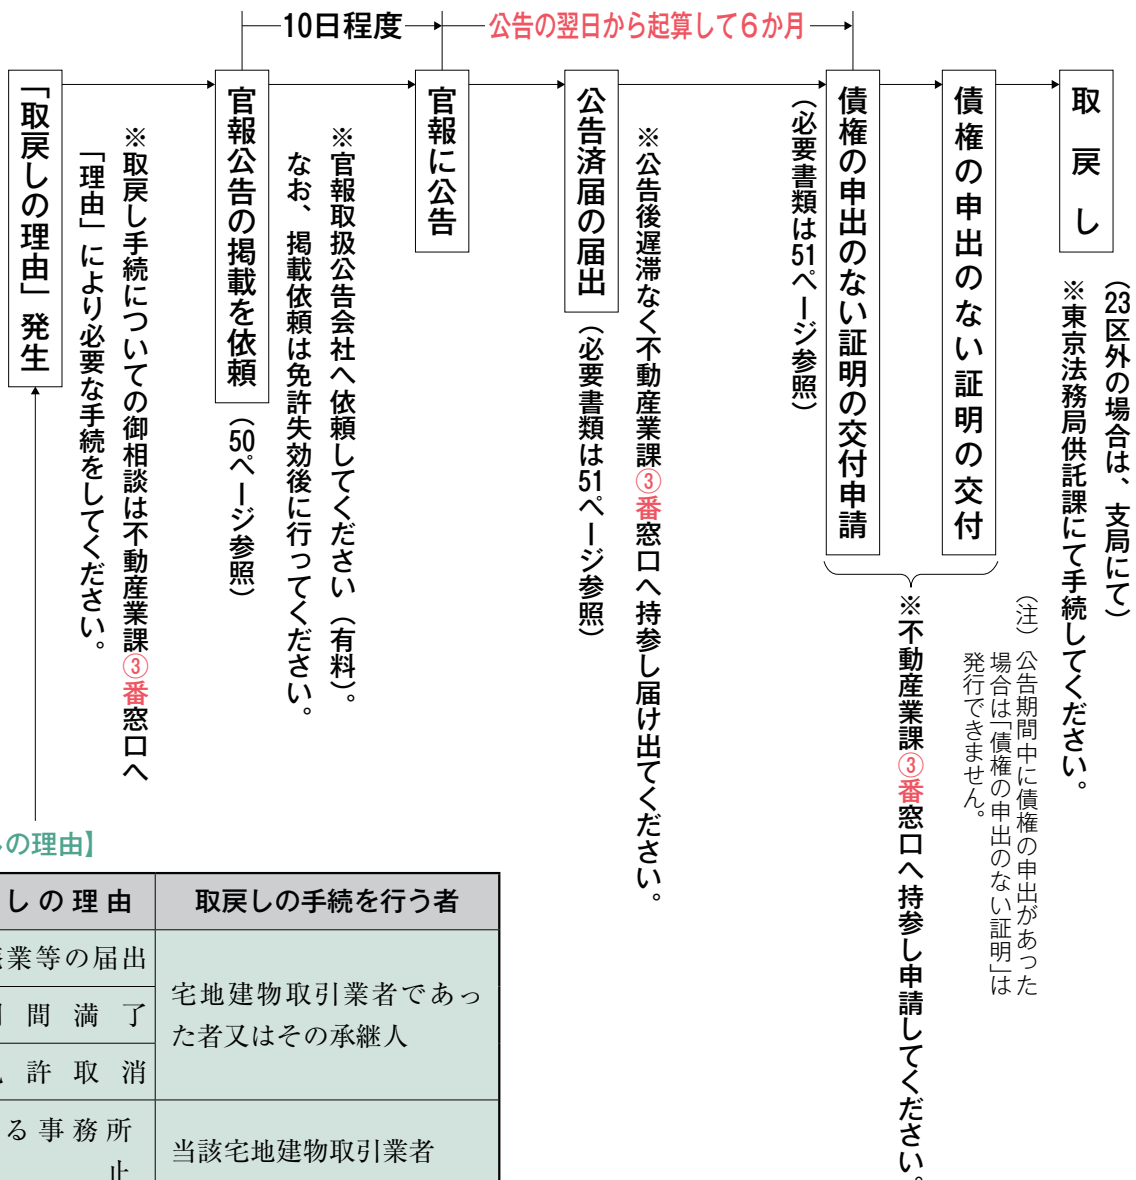 10日程度
公告の翌日から起算して6か月
「取戻しの理由」発生
※取戻し手続についての御相談は不動産業課③番窓口へ
「理由」により必要な手続をしてください。
官報公告の掲載を依頼
（50ページ参照）
※官報取扱公告会社へ依頼してください（有料）。
なお、掲載依頼は免許失効後に行ってください。
官報に公告
公告済届の届出
（必要書類は51ページ参照）
※公告後遅滞なく不動産業課③番窓口へ持参し届け出てください。
債権の申出のない証明の交付申請
（必要書類は51ページ参照）
債権の申出のない証明の交付
※不動産業課③番窓口へ持参し申請してください。
（注）公告期間中に債権の申出があった
場合は「債権の申出のない証明」は
発行できません。
取戻し
※東京法務局供託課にて手続してください。
（23区外の場合は、支局にて）
しの理由】
しの理由
取戻しの手続を行う者
業等の届出
間満了
許取消
宅地建物取引業者であっ
た者又はその承継人
る事務所
止
当該宅地建物取引業者